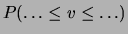 P(… ≤ v ≤ …)